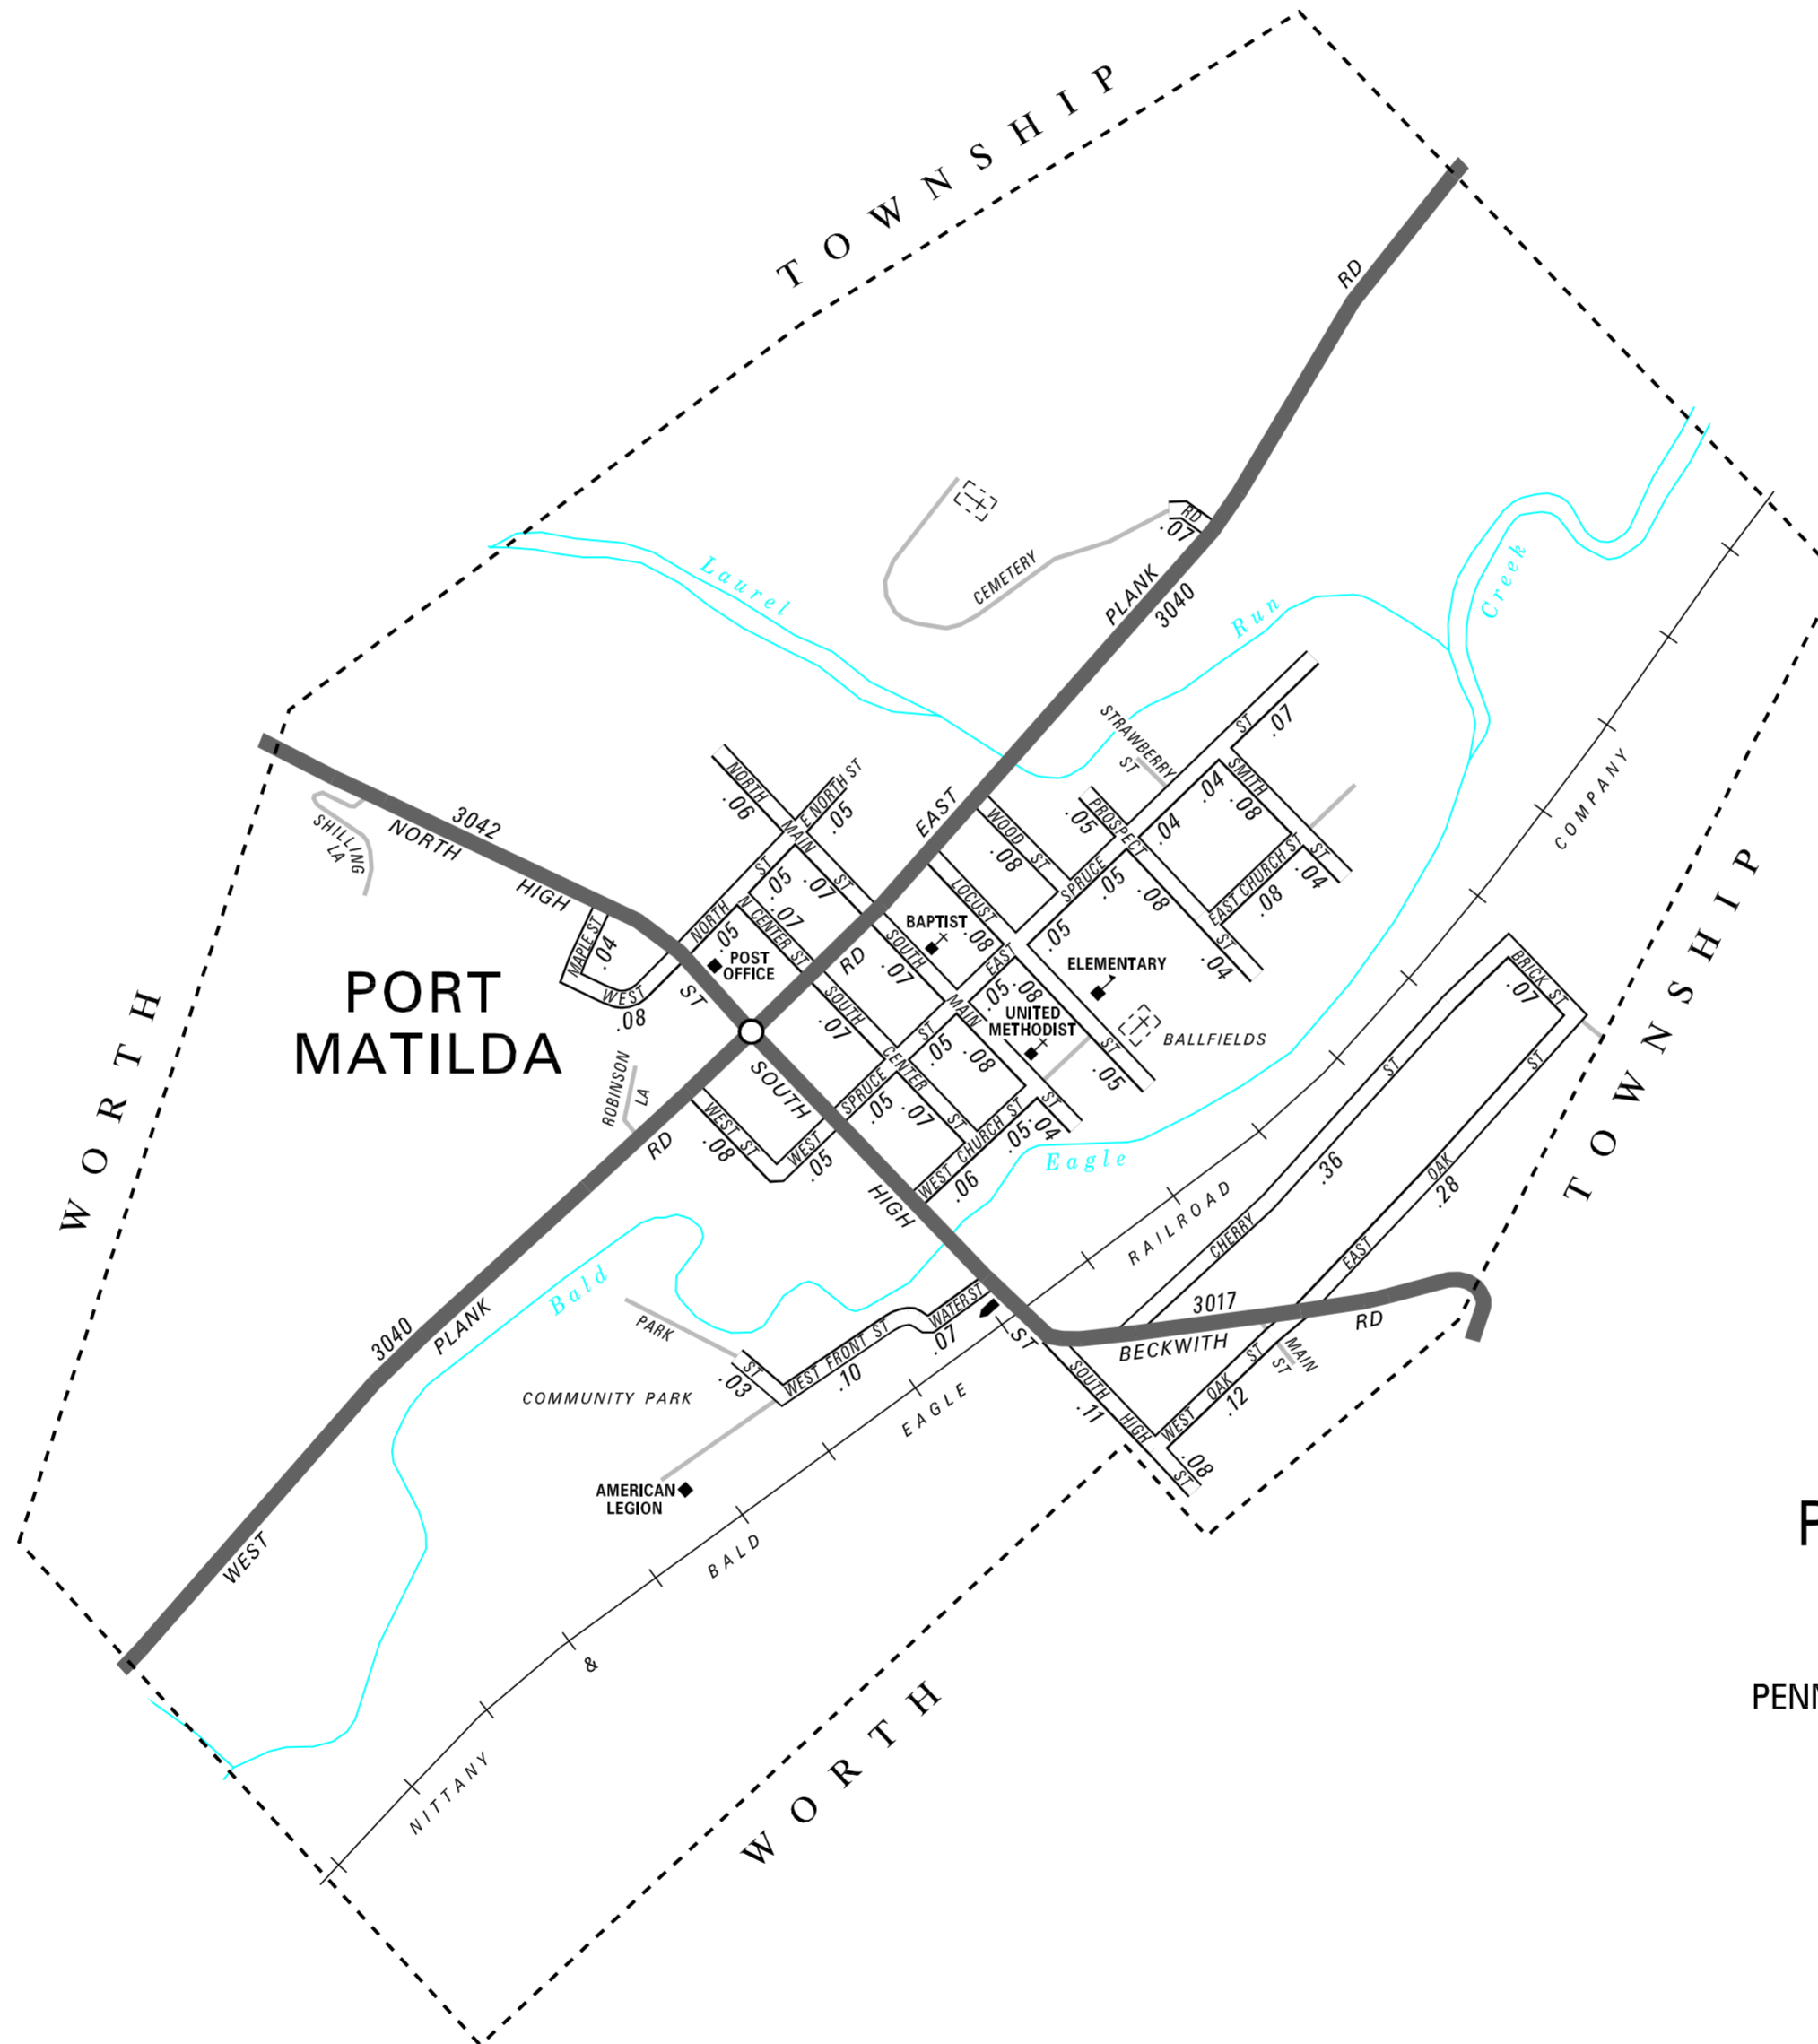 TOWNSHIP
RD
Laurel
CEMETERY
RD
.07
PLANK
3040
Run
Creek
COMPANY
TOWNSHIP
STRAWBERRY
ST
ST
.07
SMITH
.04
.08
.04
PROSPECT
.05
EAST CHURCH ST
.08
ST
.04
NORTH
.06
E NORTH ST
.05
MAIN
ST
.07
EAST
WOOD ST
.08
SPRUCE
.05
.08
ST
.04
LOCUST
.08
.05
3042
NORTH
HIGH
SHILLING
LA
ST
NORTH
.05
.07
N CENTER ST
.05
MAPLE ST
.04
WEST
.08
ST
POST
OFFICE
BAPTIST
RD
SOUTH
.07
EAST
.05
.08
ELEMENTARY
UNITED
METHODIST
BALLFIELDS
ST
.05
MAIN
ST
.05
.08
SOUTH
.07
CENTER
ST
.07
SPRUCE
.05
WEST
.05
WEST CHURCH ST
.06
.05
ST
.04
PORT
MATILDA
WORTH
ROBINSON
LA
SOUTH
WEST ST
.08
RD
HIGH
Eagle
BRICK ST
.07
ST
ST
.36
CHERRY
OAK
.28
EAST
RAILROAD
Bald
3040
PLANK
PARK
WATER ST
.07
WEST FRONT ST
.10
ST
.03
ST
3017
BECKWITH
RD
MAIN
ST
SOUTH
.11
HIGH
ST
WEST
OAK
ST
.12
.08
COMMUNITY PARK
AMERICAN
LEGION
EAGLE
BALD
&
NITTANY
WEST
WORTH
P
PENN